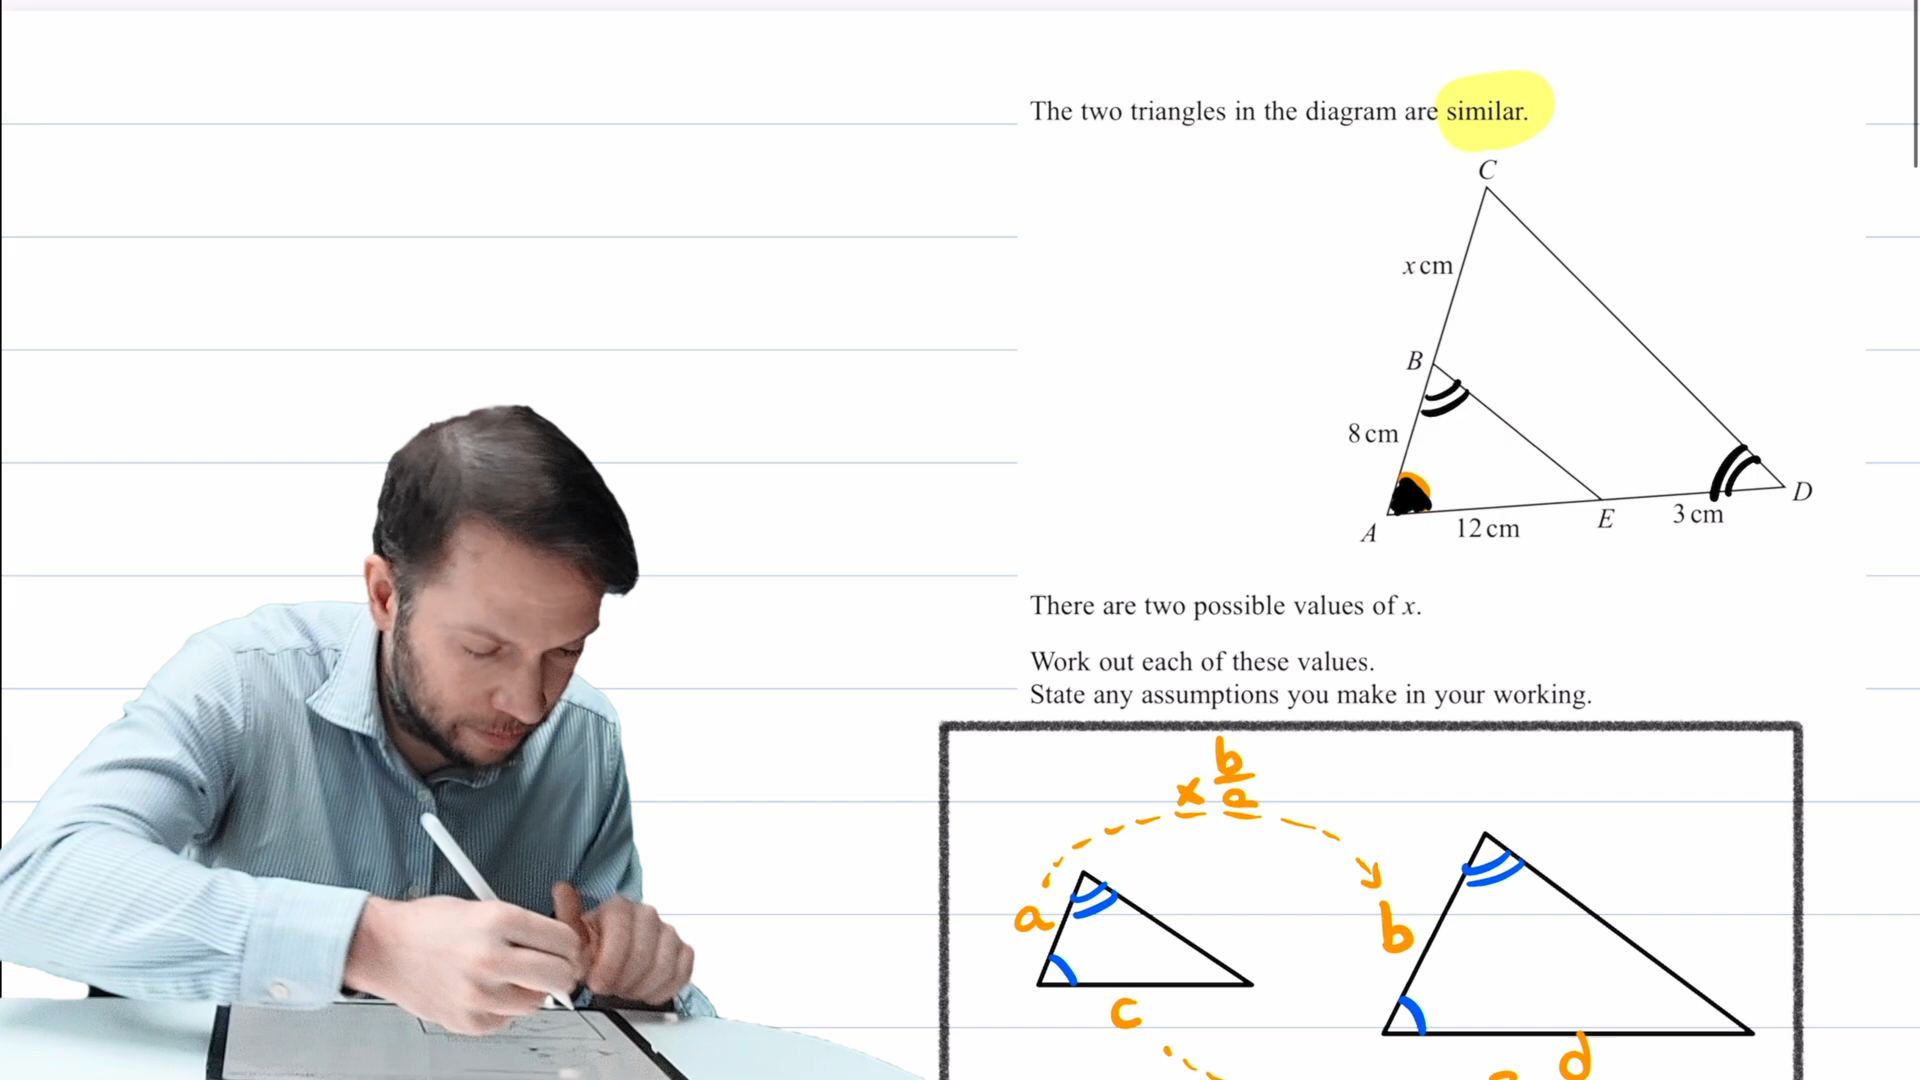 The two triangles in the diagram are similar.
C
x cm
B
8 cm
D
A
12 cm
E
3 cm
There are two possible values of x.
Work out each of these values.
State any assumptions you make in your working.
× b/a
a
b
c
d